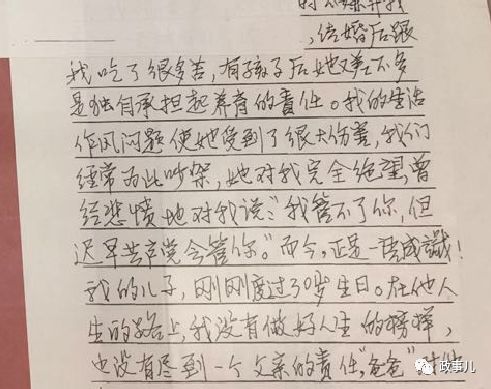 ，结婚后跟
我吃了很多苦，有孩子后她又差不多
是独自承担起养育的责任。我的生活
作风问题使她受到了很大伤害，我们
经常为此吵架，她对我完全绝望，曾
经悲愤地对我说：“我管不了你，但
迟早共产党会管你。”而今，正是一语成谶！
我的儿子，刚刚度过30岁生日。在他人
生的路上，我没有做好人生的榜样，
也没有尽到一个父亲的责任，“爸爸”
政事儿